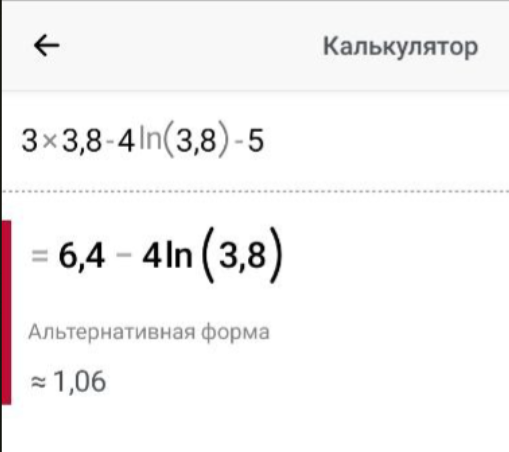 Калькулятор
3×3,8-4ln(3,8)-5
= 6,4 − 4ln (3,8)
Альтернативная форма
≈ 1,06